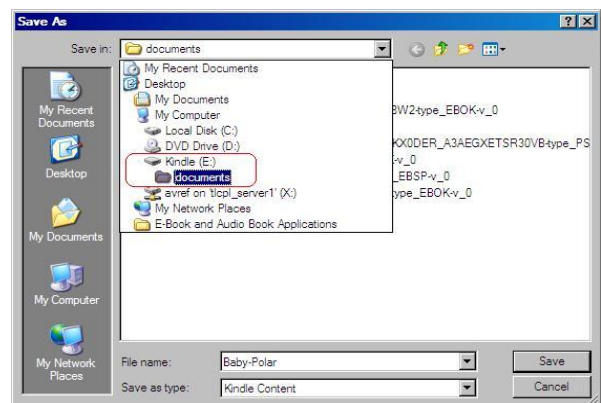 Save As
Save in:
documents
My Recent Documents
Desktop
My Documents
My Computer
Local Disk (C:)
DVD Drive (D:)
Kindle (E:)
documents
avref on 'tlcpl_server1' (X:)
My Network Places
E-Book and Audio Book Applications
BW2-type_EBOK-v_0
KX0DER_A3AEGXETSR30VB-type_PS
-v_0
_EBSP-v_0
type_EBOK-v_0
My Recent
Documents
Desktop
My Documents
My Computer
My Network
Places
File name:
Baby-Polar
Save
Save as type:
Kindle Content
Cancel